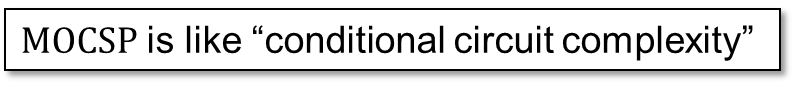 MOCSP is like “conditional circuit complexity”